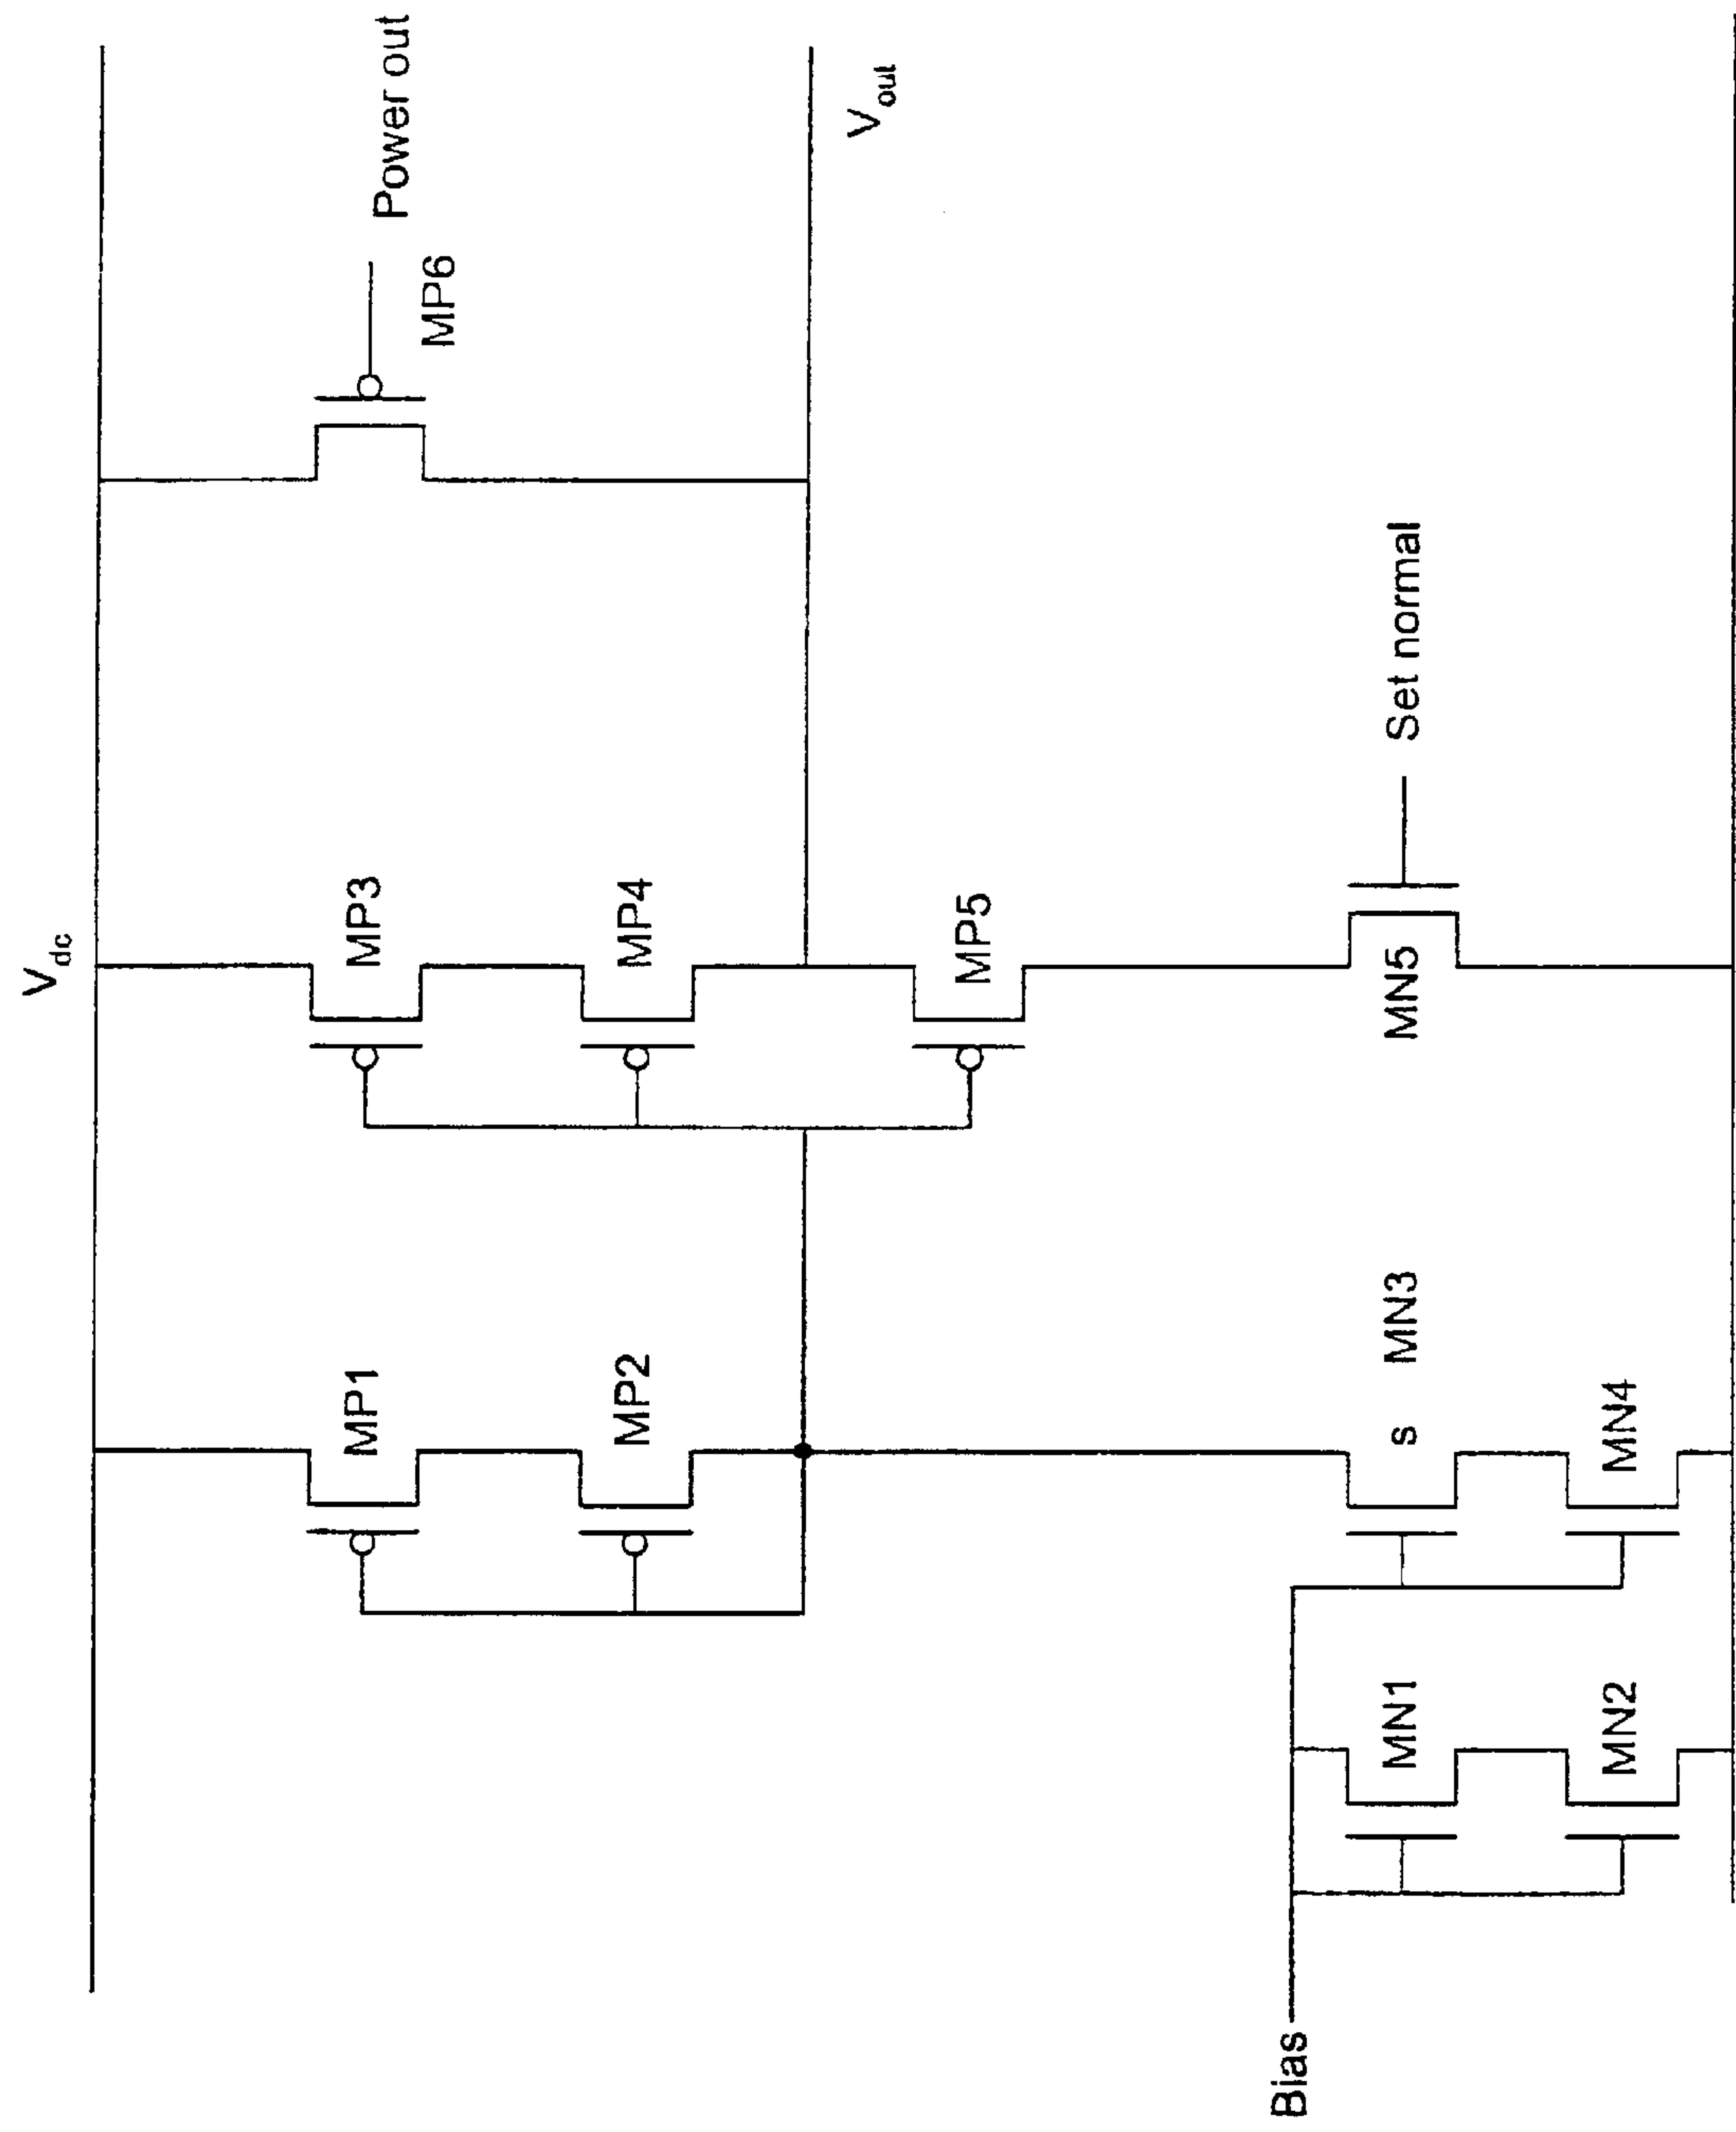 V_dc
Power out
MP6
V_out
MP1
MP3
MP2
MP4
MP5
Set normal
MN5
s MN3
MN4
MN1
MN2
Bias